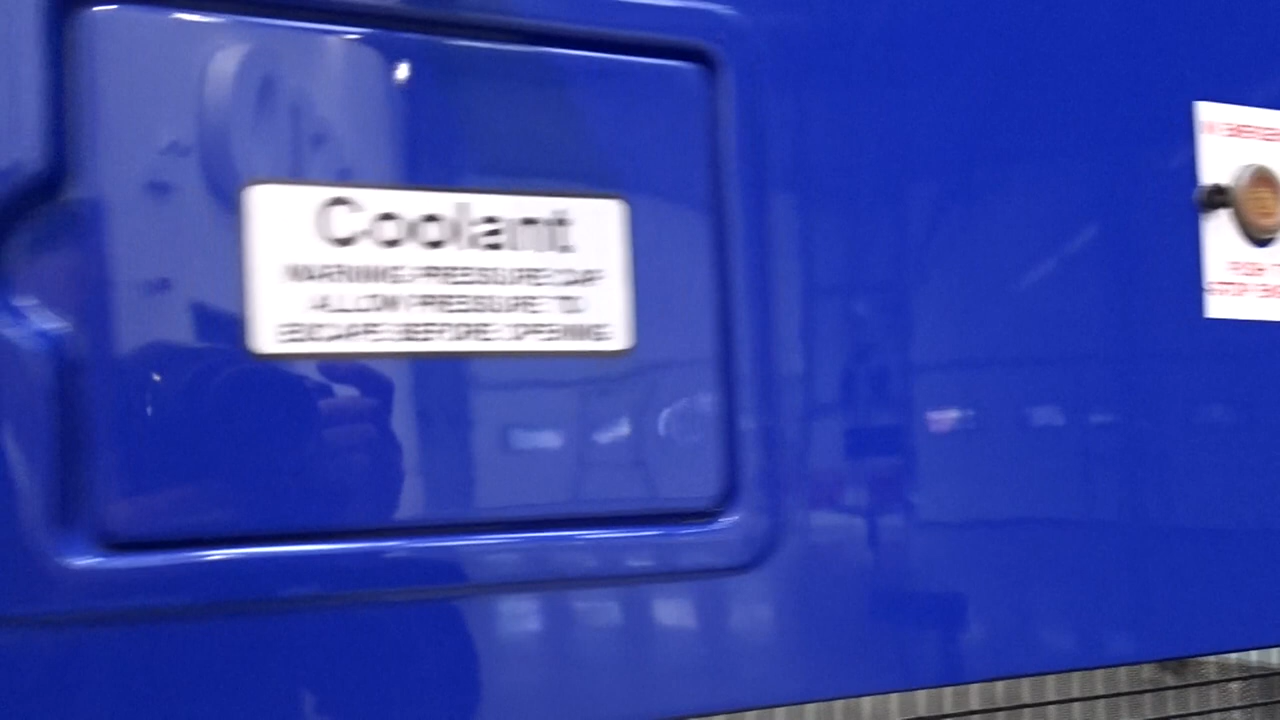 Coolant
WARNING PRESSURE CAP
ALLOW PRESSURE TO
ESCAPE BEFORE OPENING